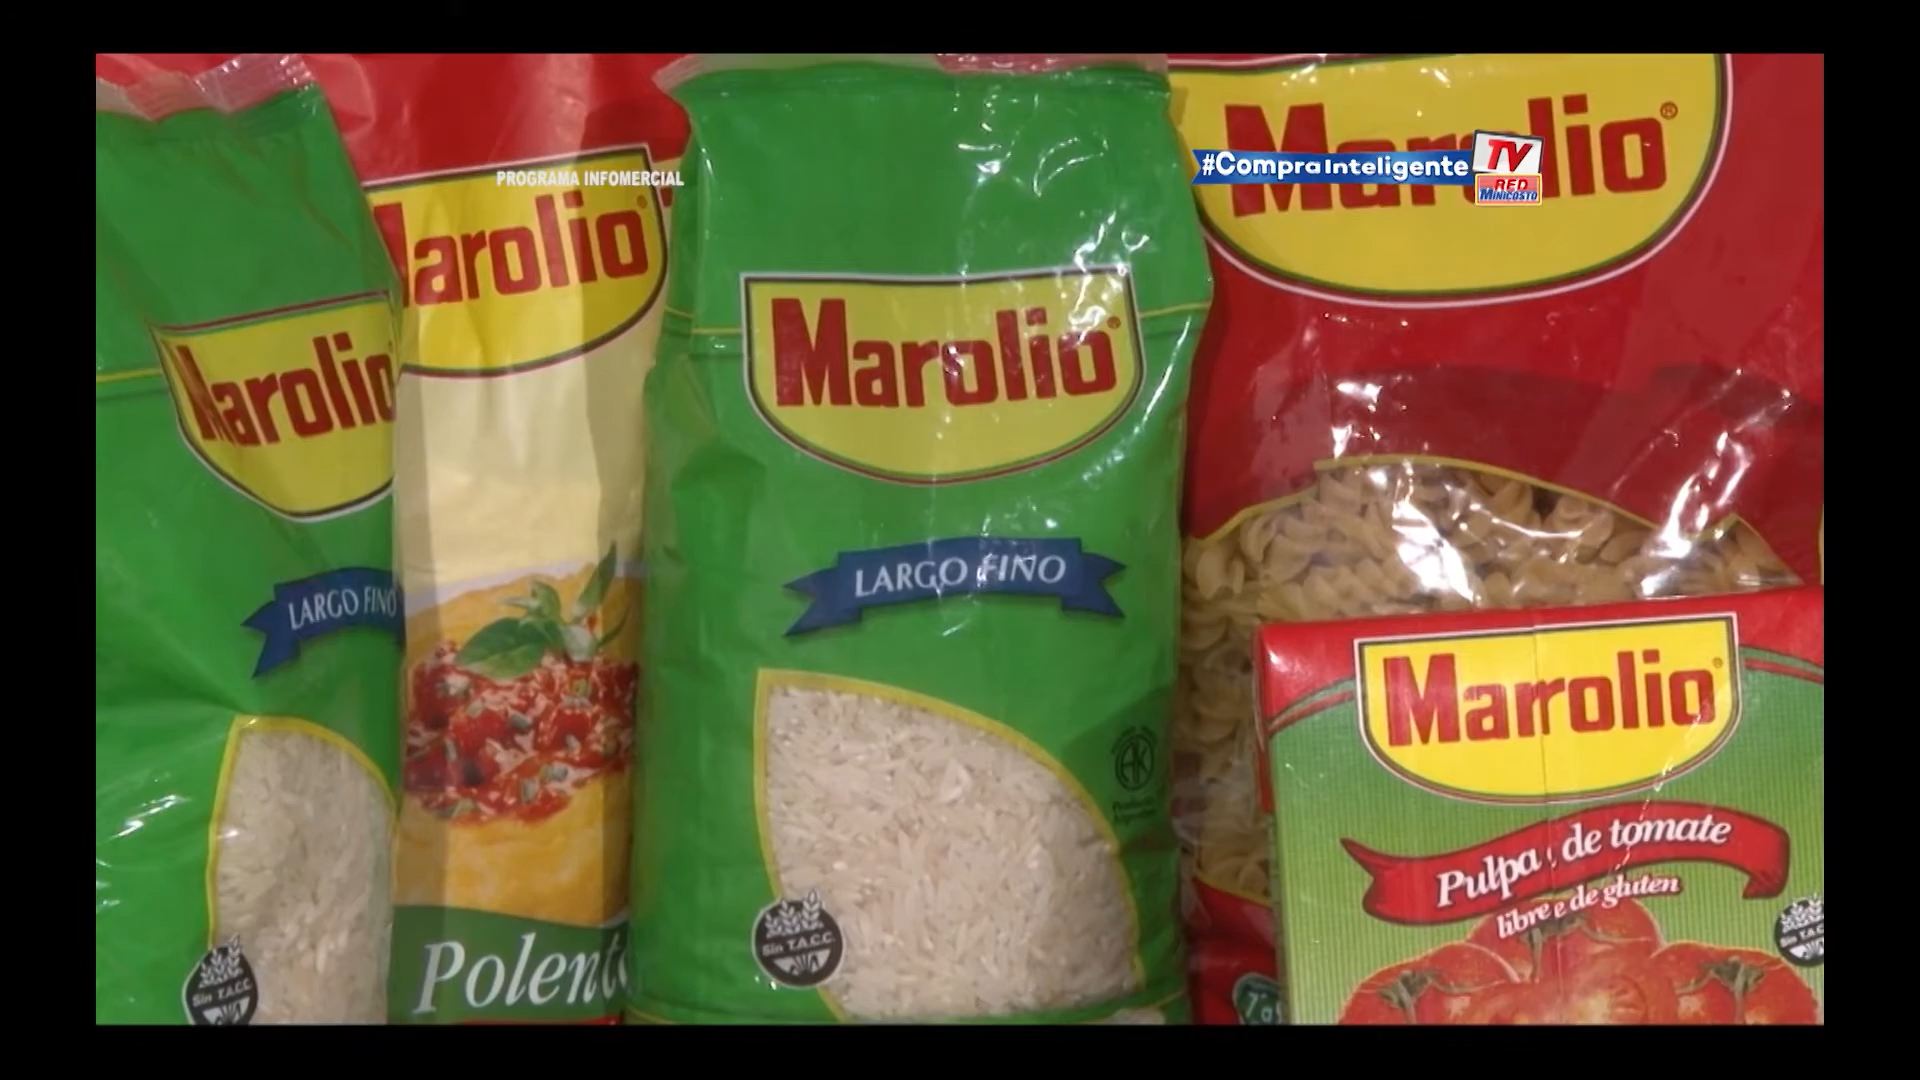 PROGRAMA INFOMERCIAL
#CompraInteligente
TV
RED
MINICOSTO
Marolio
LARGO FINO
Sin T.A.C.C.
Marolio
Polenta
Marolio
LARGO FINO
Sin T.A.C.C.
Marolio
Marolio
Pulpa de tomate
libre de gluten
Sin T.A.C.C.